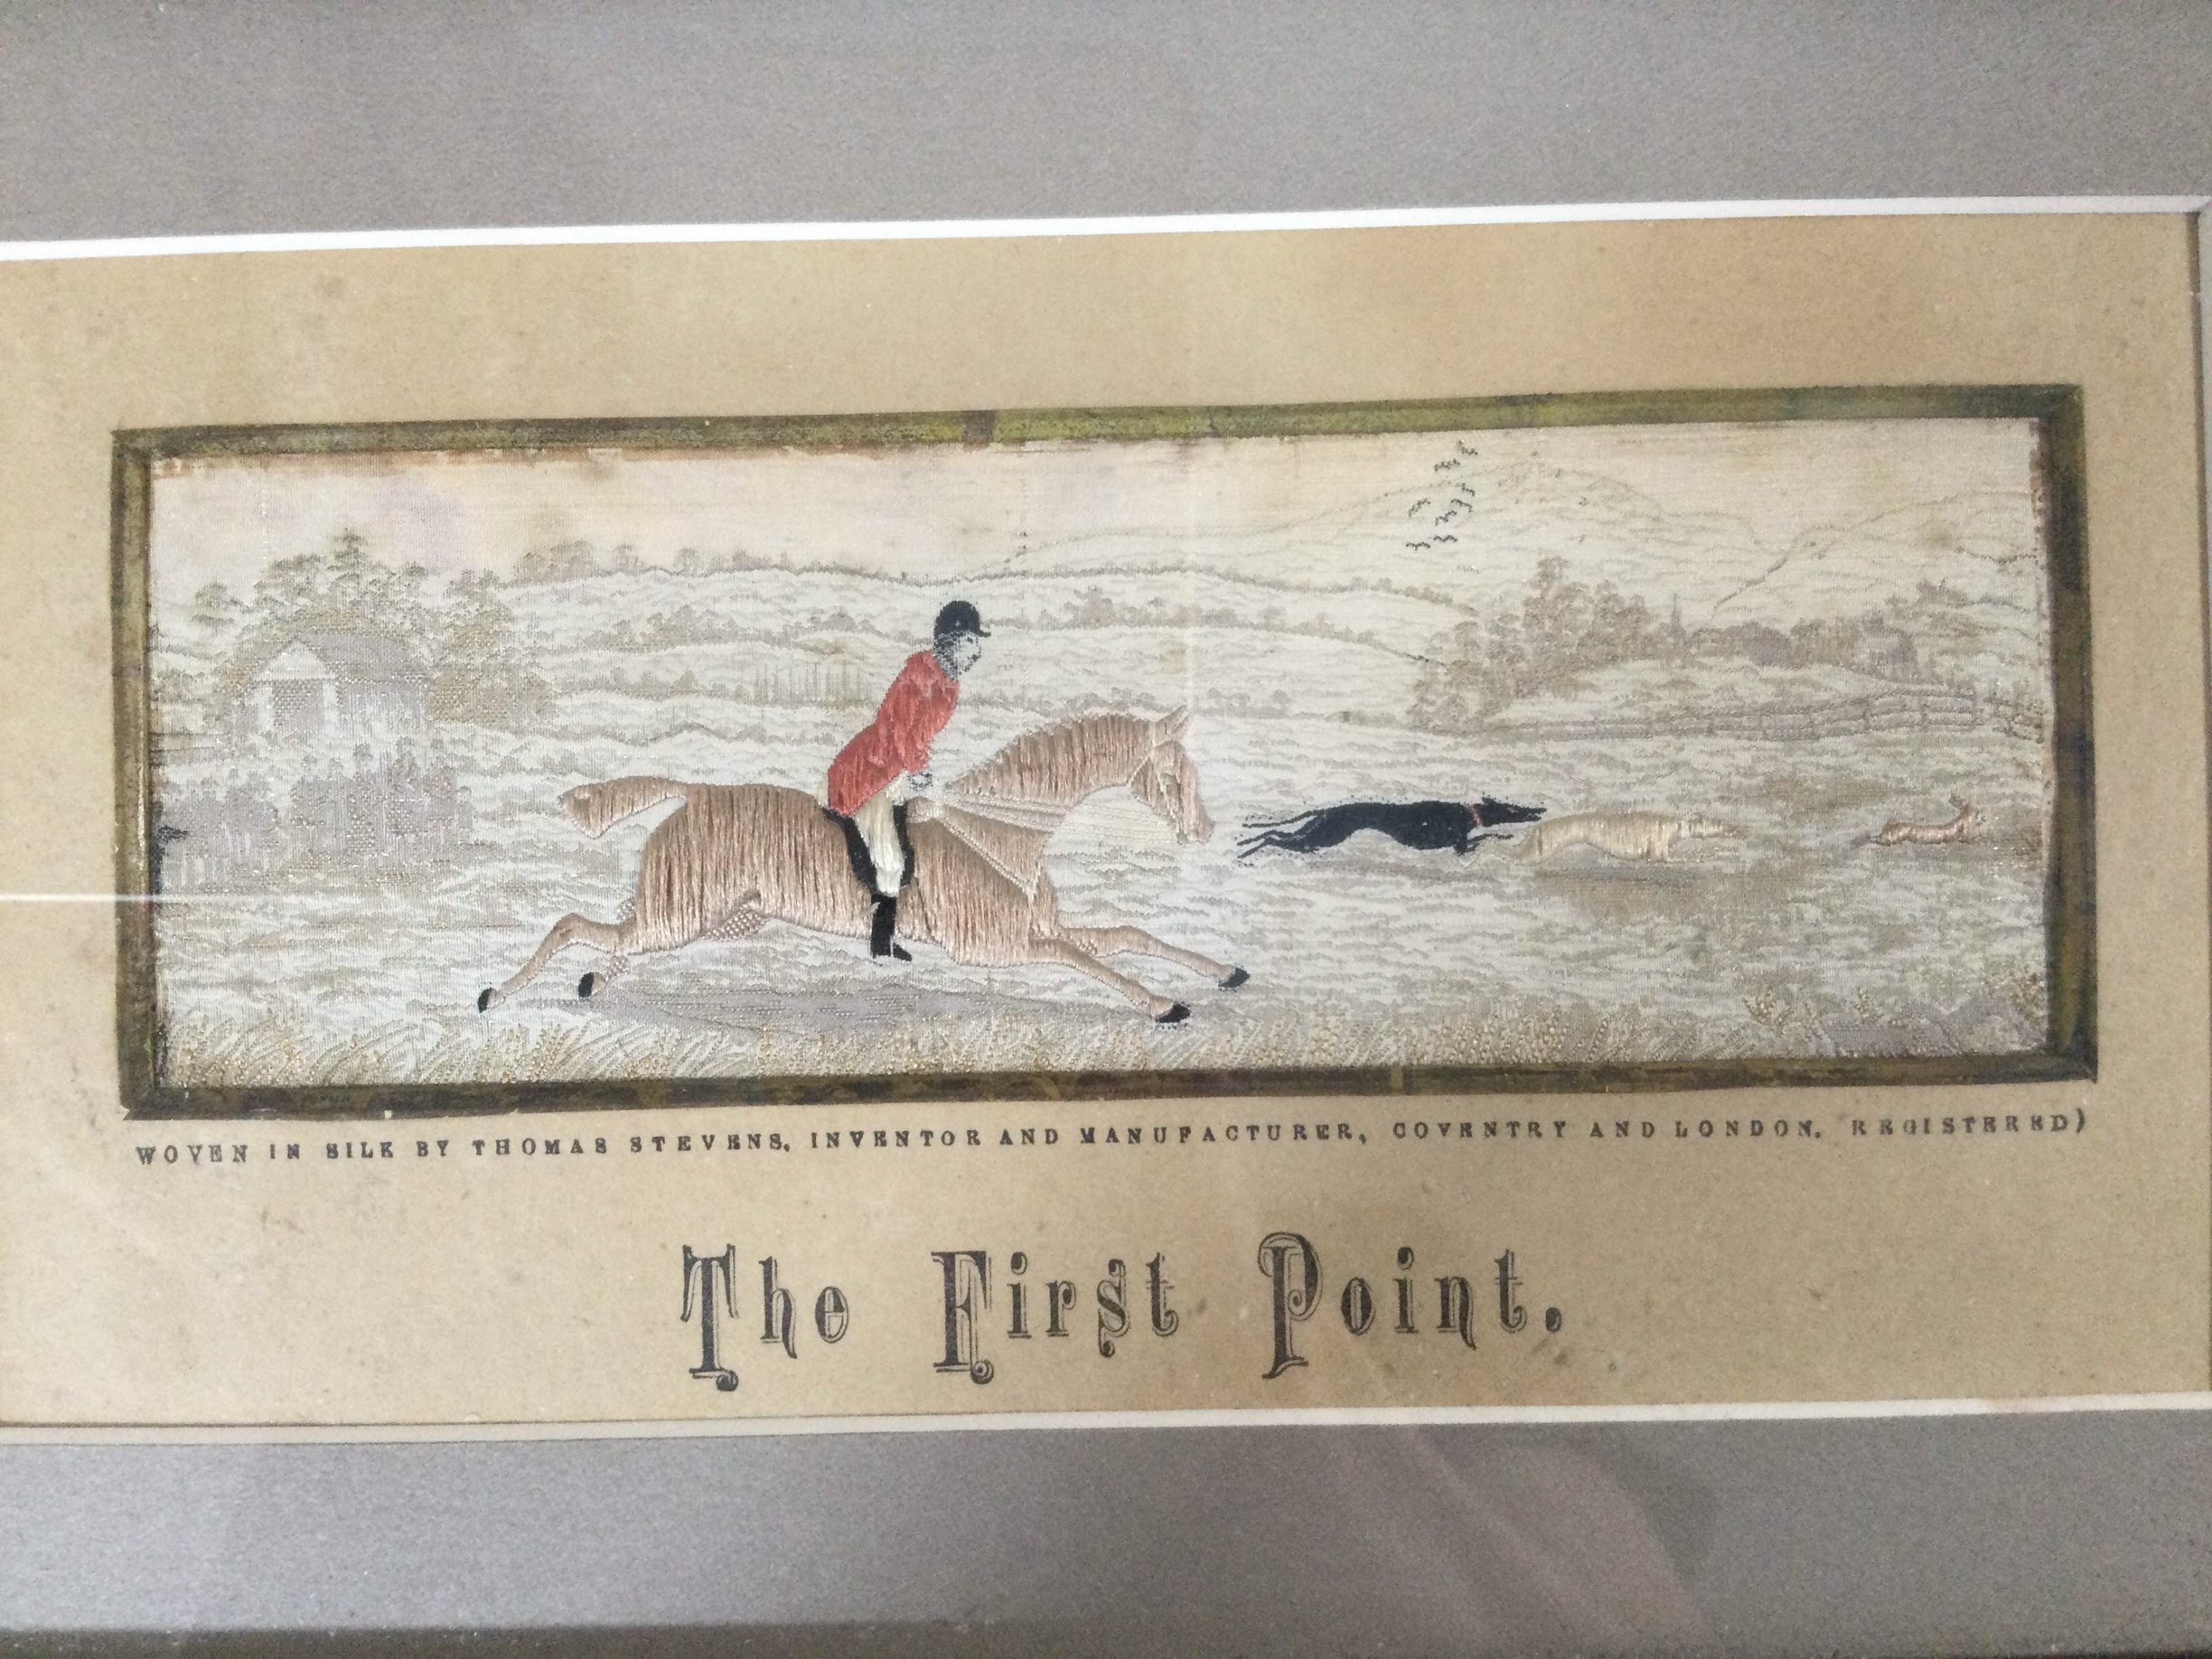 WOVEN IN SILK BY THOMAS STEVENS, INVENTOR AND MANUFACTURER, COVENTRY AND LONDON, REGISTERED)
The First Point.